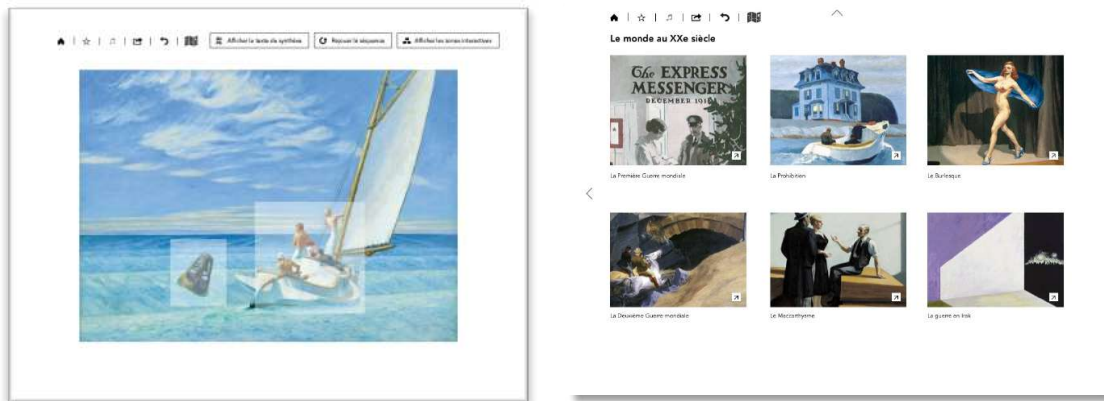 Afficher le texte de synthèse
Rejouer la séquence
Afficher les zones interactives
Le monde au XXe siècle
The EXPRESS
MESSENGER
DECEMBER 1918
La Première Guerre mondiale
La Prohibition
Le Burlesque
La Deuxième Guerre mondiale
Le Maccarthysme
La guerre en Irak